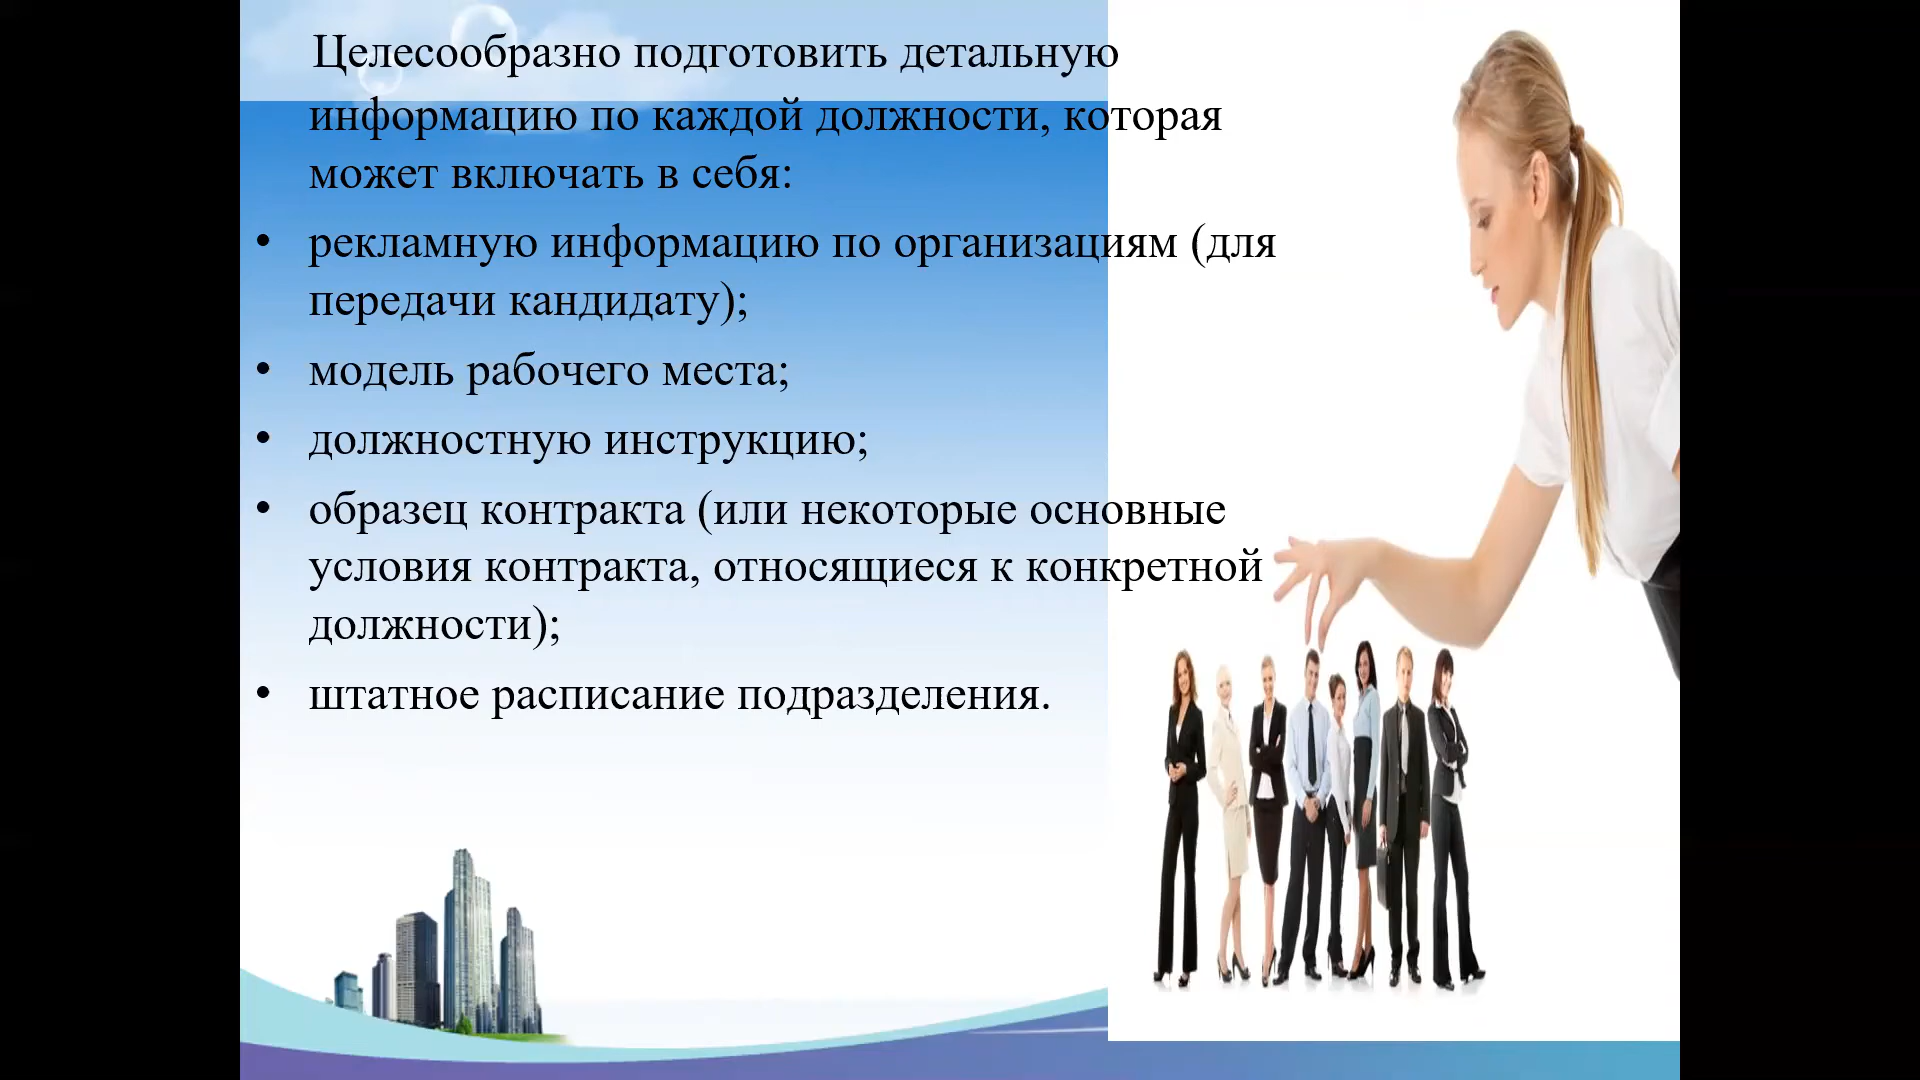 Целесообразно подготовить детальную
информацию по каждой должности, которая
может включать в себя:
• рекламную информацию по организациям (для
передачи кандидату);
• модель рабочего места;
• должностную инструкцию;
• образец контракта (или некоторые основные
условия контракта, относящиеся к конкретной
должности);
• штатное расписание подразделения.